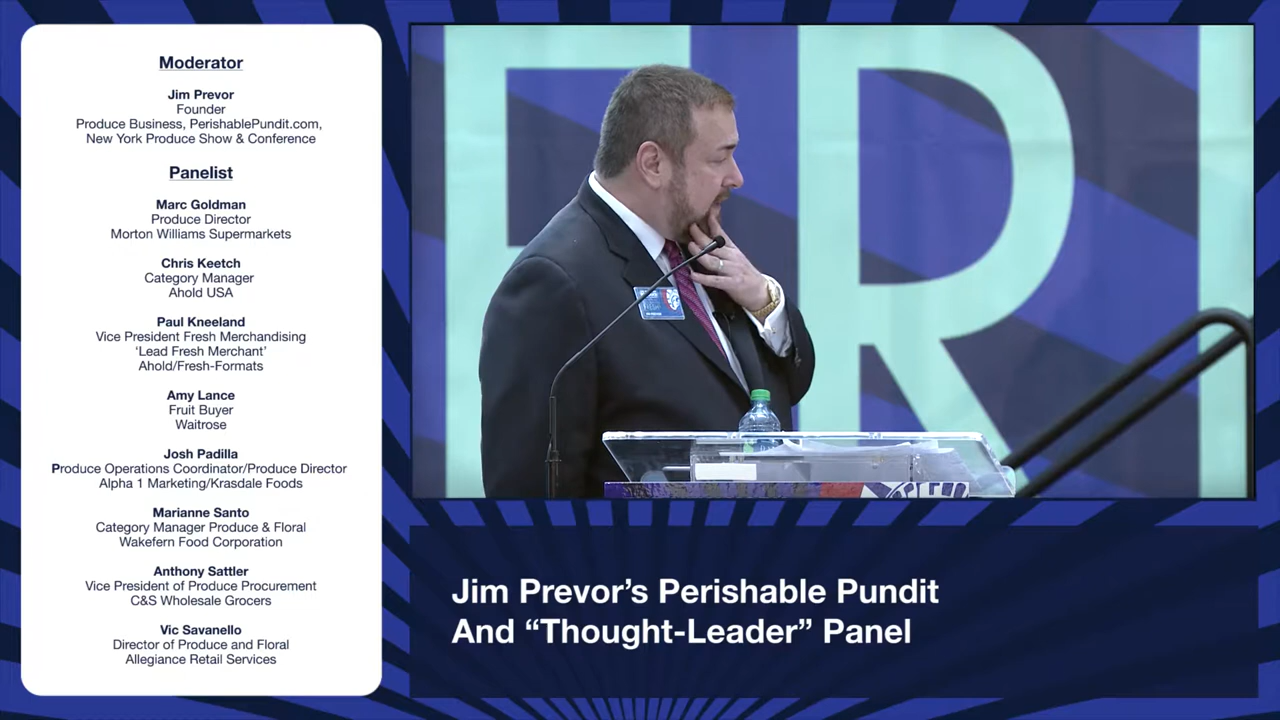 Moderator
Jim Prevor
Founder
Produce Business, PerishablePundit.com,
New York Produce Show & Conference
Panelist
Marc Goldman
Produce Director
Morton Williams Supermarkets
Chris Keetch
Category Manager
Ahold USA
Paul Kneeland
Vice President Fresh Merchandising
‘Lead Fresh Merchant’
Ahold/Fresh-Formats
Amy Lance
Fruit Buyer
Waitrose
Josh Padilla
Produce Operations Coordinator/Produce Director
Alpha 1 Marketing/Krasdale Foods
Marianne Santo
Category Manager Produce & Floral
Wakefern Food Corporation
Anthony Sattler
Vice President of Produce Procurement
C&S Wholesale Grocers
Vic Savanello
Director of Produce and Floral
Allegiance Retail Services
Jim Prevor’s Perishable Pundit
And “Thought-Leader” Panel